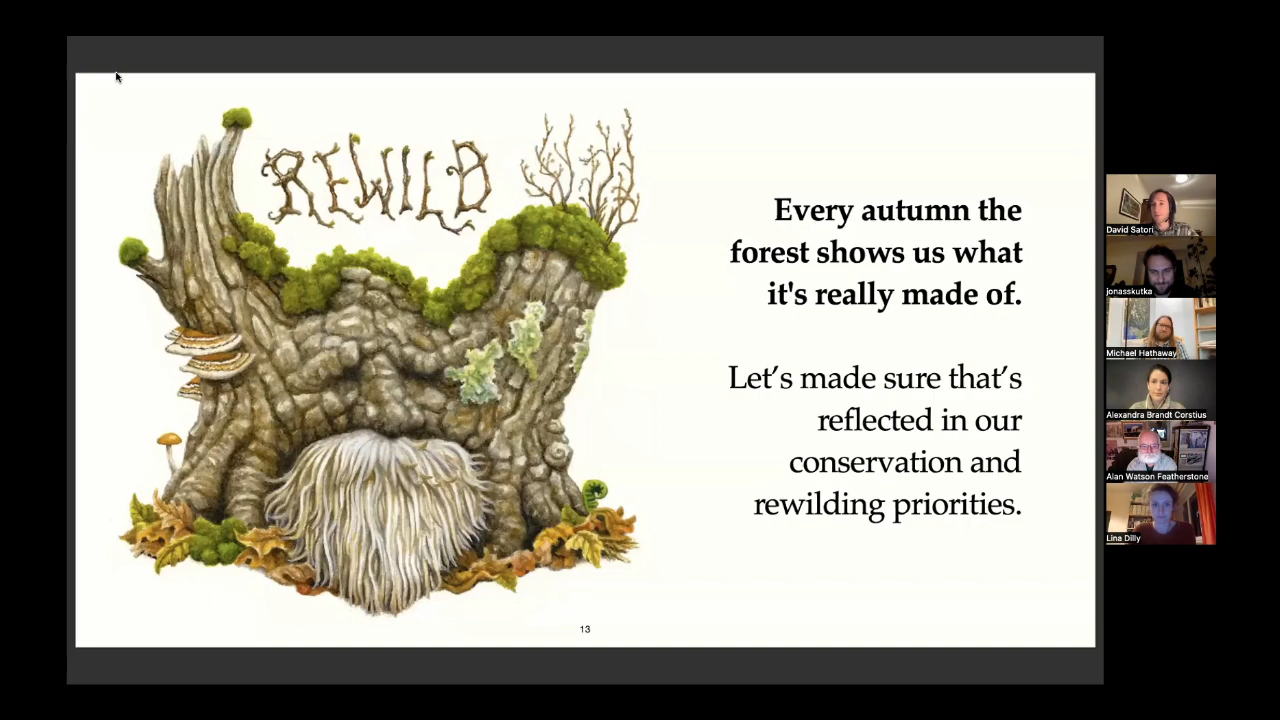 REWILD
Every autumn the
forest shows us what
it's really made of.
Let's made sure that's
reflected in our
conservation and
rewilding priorities.
13
David Satori
jonasskutka
Michael Hathaway
Alexandra Brandt Corstius
Alan Watson Featherstone
Lina Dilly